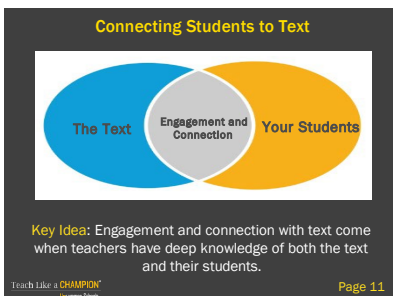 Connecting Students to Text
The Text
Engagement and
Connection
Your Students
Key Idea: Engagement and connection with text come
when teachers have deep knowledge of both the text
and their students.
Teach Like a CHAMPION®
Page 11